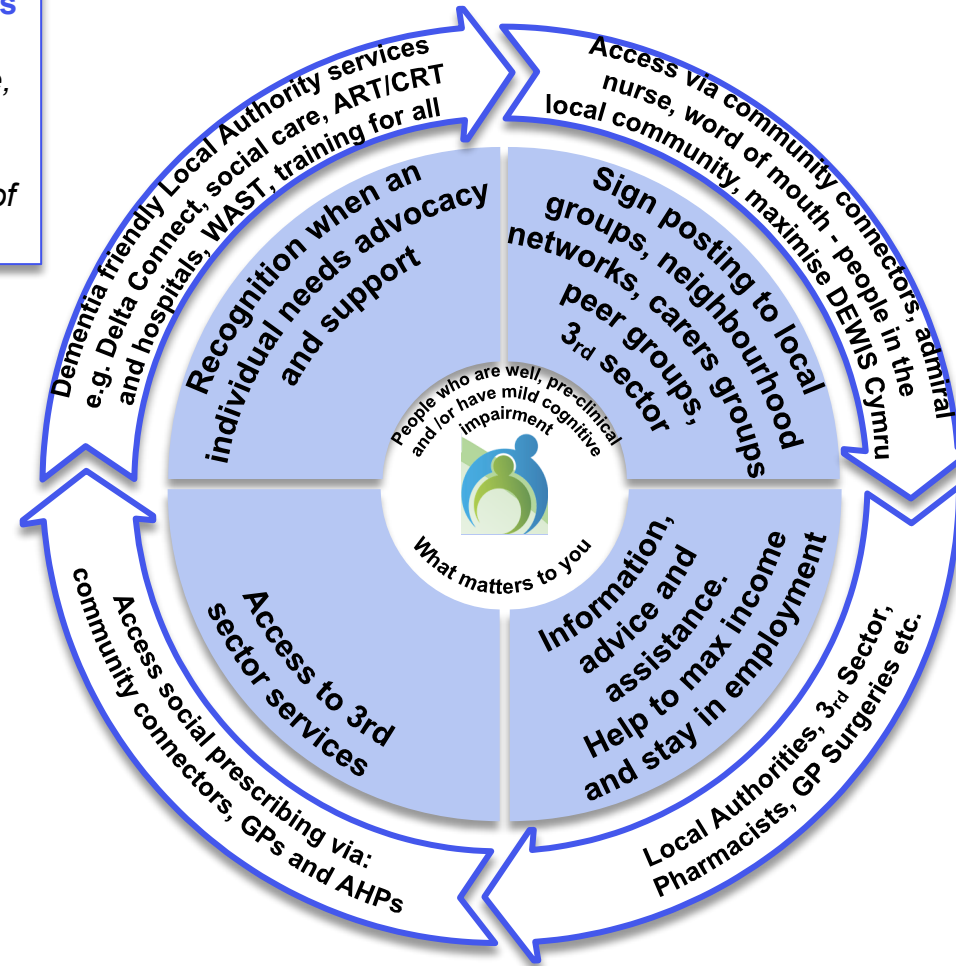 s
e,
of
Dementia friendly Local Authority services
e.g. Delta Connect, social care, ART/CRT
and hospitals, WAST, training for all
Access via community connectors, admiral
nurse, word of mouth - people in the
local community, maximise DEWIS Cymru
Recognition when an
individual needs advocacy
and support
Sign posting to local
groups, neighbourhood
networks, carers groups
peer groups,
3rd sector
People who are well, pre-clinical
and /or have mild cognitive
impairment
What matters to you
Access to 3rd
sector services
Information,
advice and
assistance.
Help to max income
and stay in employment
Access social prescribing via:
community connectors, GPs and AHPs
Local Authorities, 3rd Sector,
Pharmacists, GP Surgeries etc.